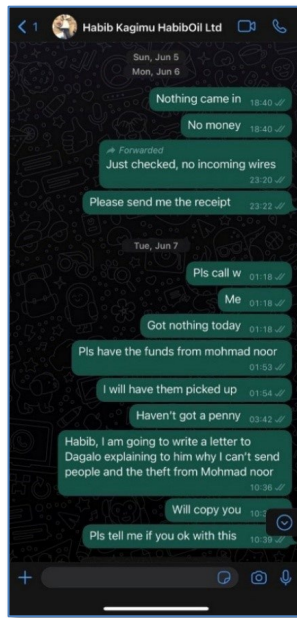 1 Habib Kagimu HabibOil Ltd
Sun, Jun 5
Mon, Jun 6
Nothing came in 18:40
No money 18:40
Forwarded
Just checked, no incoming wires
23:20
Please send me the receipt 23:22
Tue, Jun 7
Pls call w 01:18
Me 01:18
Got nothing today 01:18
Pls have the funds from mohmad noor
01:53
I will have them picked up 01:54
Haven't got a penny 03:42
Habib, I am going to write a letter to
Dagalo explaining to him why I can't send
people and the theft from Mohmad noor
10:36
Will copy you
Pls tell me if you ok with this 10:39